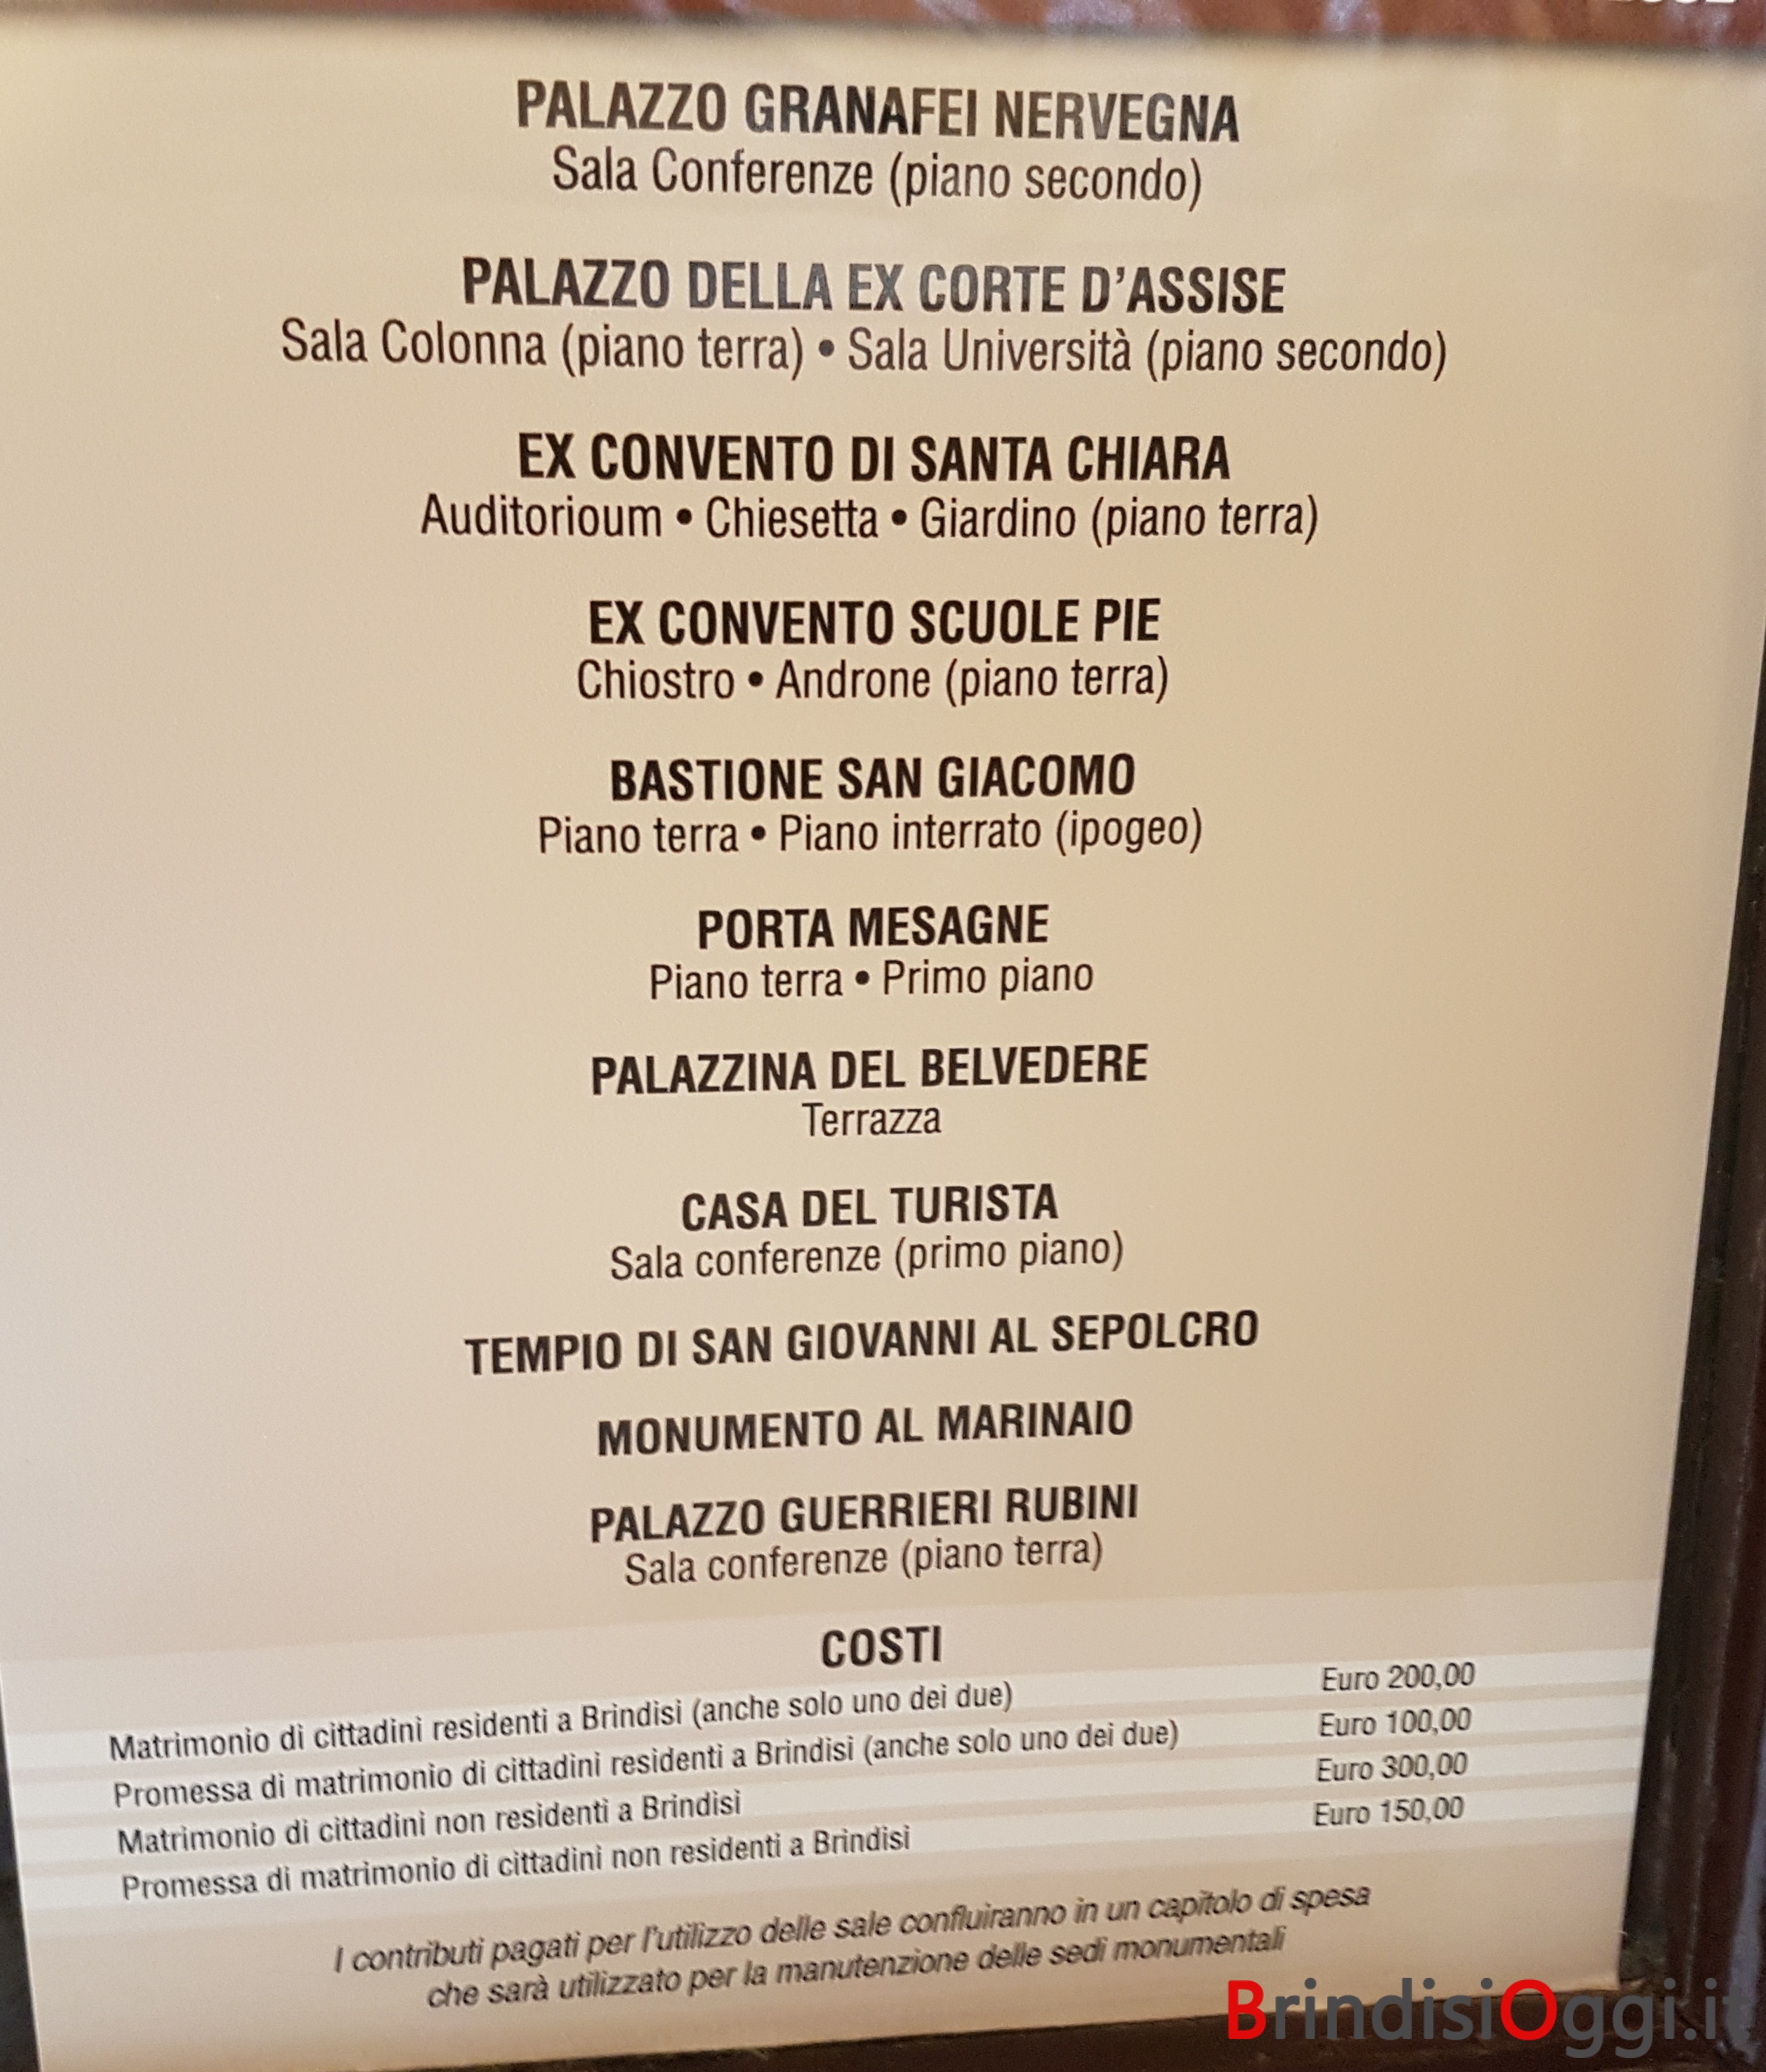 PALAZZO GRANAFEI NERVEGNA
Sala Conferenze (piano secondo)
PALAZZO DELLA EX CORTE D'ASSISE
Sala Colonna (piano terra) • Sala Università (piano secondo)
EX CONVENTO DI SANTA CHIARA
Auditorioum • Chiesetta • Giardino (piano terra)
EX CONVENTO SCUOLE PIE
Chiostro • Androne (piano terra)
BASTIONE SAN GIACOMO
Piano terra • Piano interrato (ipogeo)
PORTA MESAGNE
Piano terra • Primo piano
PALAZZINA DEL BELVEDERE
Terrazza
CASA DEL TURISTA
Sala conferenze (primo piano)
TEMPIO DI SAN GIOVANNI AL SEPOLCRO
MONUMENTO AL MARINAIO
PALAZZO GUERRIERI RUBINI
Sala conferenze (piano terra)
COSTI
Matrimonio di cittadini residenti a Brindisi (anche solo uno dei due) Euro 200,00
Promessa di matrimonio di cittadini residenti a Brindisi (anche solo uno dei due) Euro 100,00
Matrimonio di cittadini non residenti a Brindisi Euro 300,00
Promessa di matrimonio di cittadini non residenti a Brindisi Euro 150,00
I contributi pagati per l'utilizzo delle sale confluiranno in un capitolo di spesa
che sarà utilizzato per la manutenzione delle sedi monumentali
BrindisiOggi.it